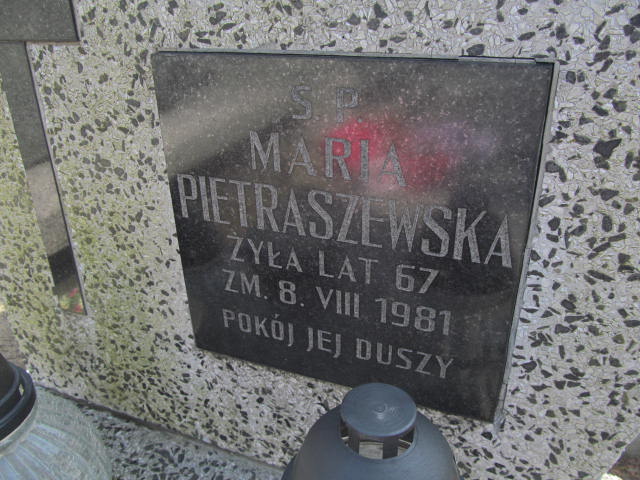 Ś. P.
MARIA
PIETRASZEWSKA
ŻYŁA LAT 67
ZM. 8. VIII 1981
POKÓJ JEJ DUSZY